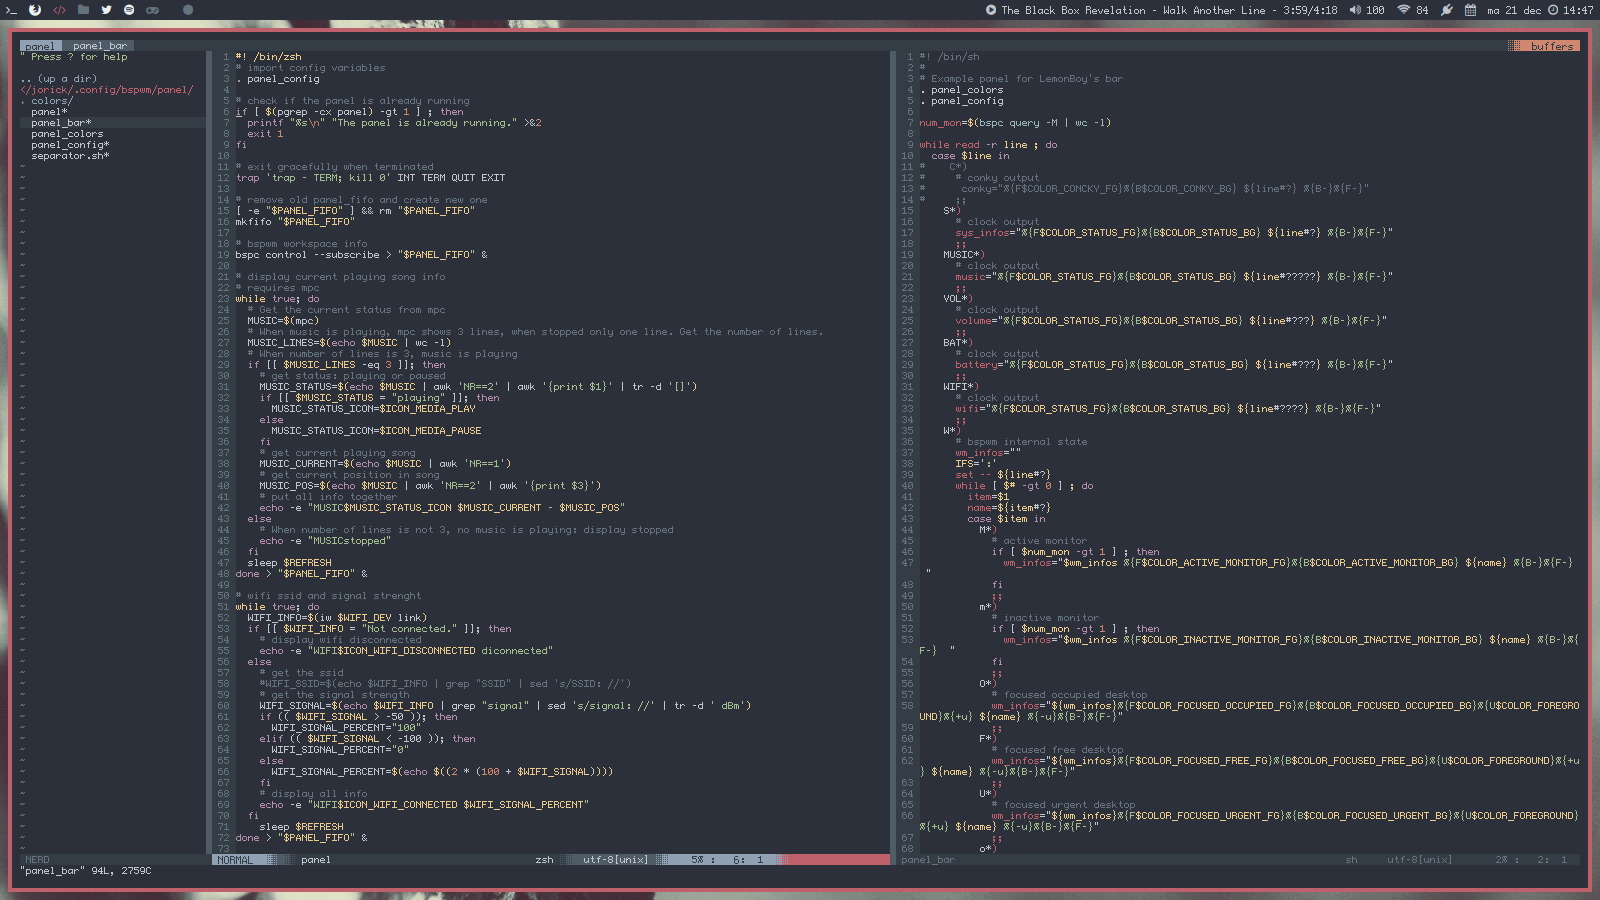 The Black Box Revelation - Walk Another Line - 3:59/4:18 100 84 ma 21 dec 14:47
panel panel_bar buffers
" Press ? for help
.. (up a dir)
</jorick/.config/bspwm/panel/
. colors/
panel*
panel_bar*
panel_colors
panel_config*
separator.sh*
NERD
1 #! /bin/zsh
2 # import config variables
3 . panel_config
4
5 # check if the panel is already running
6 if [ $(pgrep -cx panel) -gt 1 ] ; then
7 printf "%s\n" "The panel is already running." >&2
8 exit 1
9 fi
10
11 # exit gracefully when terminated
12 trap 'trap - TERM; kill 0' INT TERM QUIT EXIT
13
14 # remove old panel_fifo and create new one
15 [ -e "$PANEL_FIFO" ] && rm "$PANEL_FIFO"
16 mkfifo "$PANEL_FIFO"
17
18 # bspwm workspace info
19 bspc control --subscribe > "$PANEL_FIFO" &
20
21 # display current playing song info
22 # requires mpc
23 while true; do
24 # Get the current status from mpc
25 MUSIC=$(mpc)
26 # When music is playing, mpc shows 3 lines, when stopped only one line. Get the number of lines.
27 MUSIC_LINES=$(echo $MUSIC | wc -l)
28 # When number of lines is 3, music is playing
29 if [[ $MUSIC_LINES -eq 3 ]]; then
30 # get status: playing or paused
31 MUSIC_STATUS=$(echo $MUSIC | awk 'NR==2' | awk '{print $1}' | tr -d '[]')
32 if [[ $MUSIC_STATUS = "playing" ]]; then
33 MUSIC_STATUS_ICON=$ICON_MEDIA_PLAY
34 else
35 MUSIC_STATUS_ICON=$ICON_MEDIA_PAUSE
36 fi
37 # get current playing song
38 MUSIC_CURRENT=$(echo $MUSIC | awk 'NR==1')
39 # get current position in song
40 MUSIC_POS=$(echo $MUSIC | awk 'NR==2' | awk '{print $3}')
41 # put all info together
42 echo -e "MUSIC$MUSIC_STATUS_ICON $MUSIC_CURRENT - $MUSIC_POS"
43 else
44 # When number of lines is not 3, no music is playing: display stopped
45 echo -e "MUSICstopped"
46 fi
47 sleep $REFRESH
48 done > "$PANEL_FIFO" &
49
50 # wifi ssid and signal strenght
51 while true; do
52 WIFI_INFO=$(iw $WIFI_DEV link)
53 if [[ $WIFI_INFO = "Not connected." ]]; then
54 # display wifi disconnected
55 echo -e "WIFI$ICON_WIFI_DISCONNECTED diconnected"
56 else
57 # get the ssid
58 #WIFI_SSID=$(echo $WIFI_INFO | grep "SSID" | sed 's/SSID: //')
59 # get the signal strength
60 WIFI_SIGNAL=$(echo $WIFI_INFO | grep "signal" | sed 's/signal: //' | tr -d ' dBm')
61 if (( $WIFI_SIGNAL > -50 )); then
62 WIFI_SIGNAL_PERCENT="100"
63 elif (( $WIFI_SIGNAL < -100 )); then
64 WIFI_SIGNAL_PERCENT="0"
65 else
66 WIFI_SIGNAL_PERCENT=$(echo $((2 * (100 + $WIFI_SIGNAL))))
67 fi
68 # display all info
69 echo -e "WIFI$ICON_WIFI_CONNECTED $WIFI_SIGNAL_PERCENT"
70 fi
71 sleep $REFRESH
72 done > "$PANEL_FIFO" &
73
NORMAL panel zsh utf-8[unix] 5% : 6: 1
1 #! /bin/sh
2 #
3 # Example panel for LemonBoy's bar
4 . panel_colors
5 . panel_config
6
7 num_mon=$(bspc query -M | wc -l)
8
9 while read -r line ; do
10 case $line in
11 # C*)
12 # # conky output
13 # conky="%{F$COLOR_CONCKY_FG}%{B$COLOR_CONKY_BG} ${line#?} %{B-}%{F-}"
14 # ;;
15 S*)
16 # clock output
17 sys_infos="%{F$COLOR_STATUS_FG}%{B$COLOR_STATUS_BG} ${line#?} %{B-}%{F-}"
18 ;;
19 MUSIC*)
20 # clock output
21 music="%{F$COLOR_STATUS_FG}%{B$COLOR_STATUS_BG} ${line#?????} %{B-}%{F-}"
22 ;;
23 VOL*)
24 # clock output
25 volume="%{F$COLOR_STATUS_FG}%{B$COLOR_STATUS_BG} ${line#???} %{B-}%{F-}"
26 ;;
27 BAT*)
28 # clock output
29 battery="%{F$COLOR_STATUS_FG}%{B$COLOR_STATUS_BG} ${line#???} %{B-}%{F-}"
30 ;;
31 WIFI*)
32 # clock output
33 wifi="%{F$COLOR_STATUS_FG}%{B$COLOR_STATUS_BG} ${line#????} %{B-}%{F-}"
34 ;;
35 W*)
36 # bspwm internal state
37 wm_infos=""
38 IFS=':'
39 set -- ${line#?}
40 while [ $# -gt 0 ] ; do
41 item=$1
42 name=${item#?}
43 case $item in
44 M*)
45 # active monitor
46 if [ $num_mon -gt 1 ] ; then
47 wm_infos="$wm_infos %{F$COLOR_ACTIVE_MONITOR_FG}%{B$COLOR_ACTIVE_MONITOR_BG} ${name} %{B-}%{F-}
"
48 fi
49 ;;
50 m*)
51 # inactive monitor
52 if [ $num_mon -gt 1 ] ; then
53 wm_infos="$wm_infos %{F$COLOR_INACTIVE_MONITOR_FG}%{B$COLOR_INACTIVE_MONITOR_BG} ${name} %{B-}%{
F-} "
54 fi
55 ;;
56 O*)
57 # focused occupied desktop
58 wm_infos="${wm_infos}%{F$COLOR_FOCUSED_OCCUPIED_FG}%{B$COLOR_FOCUSED_OCCUPIED_BG}%{U$COLOR_FOREGRO
UND}%{+u} ${name} %{-u}%{B-}%{F-}"
59 ;;
60 F*)
61 # focused free desktop
62 wm_infos="${wm_infos}%{F$COLOR_FOCUSED_FREE_FG}%{B$COLOR_FOCUSED_FREE_BG}%{U$COLOR_FOREGROUND}%{+u
} ${name} %{-u}%{B-}%{F-}"
63 ;;
64 U*)
65 # focused urgent desktop
66 wm_infos="${wm_infos}%{F$COLOR_FOCUSED_URGENT_FG}%{B$COLOR_FOCUSED_URGENT_BG}%{U$COLOR_FOREGROUND}
%{+u} ${name} %{-u}%{B-}%{F-}"
67 ;;
68 o*)
panel_bar sh utf-8[unix] 2% : 2: 1
"panel_bar" 94L, 2759C